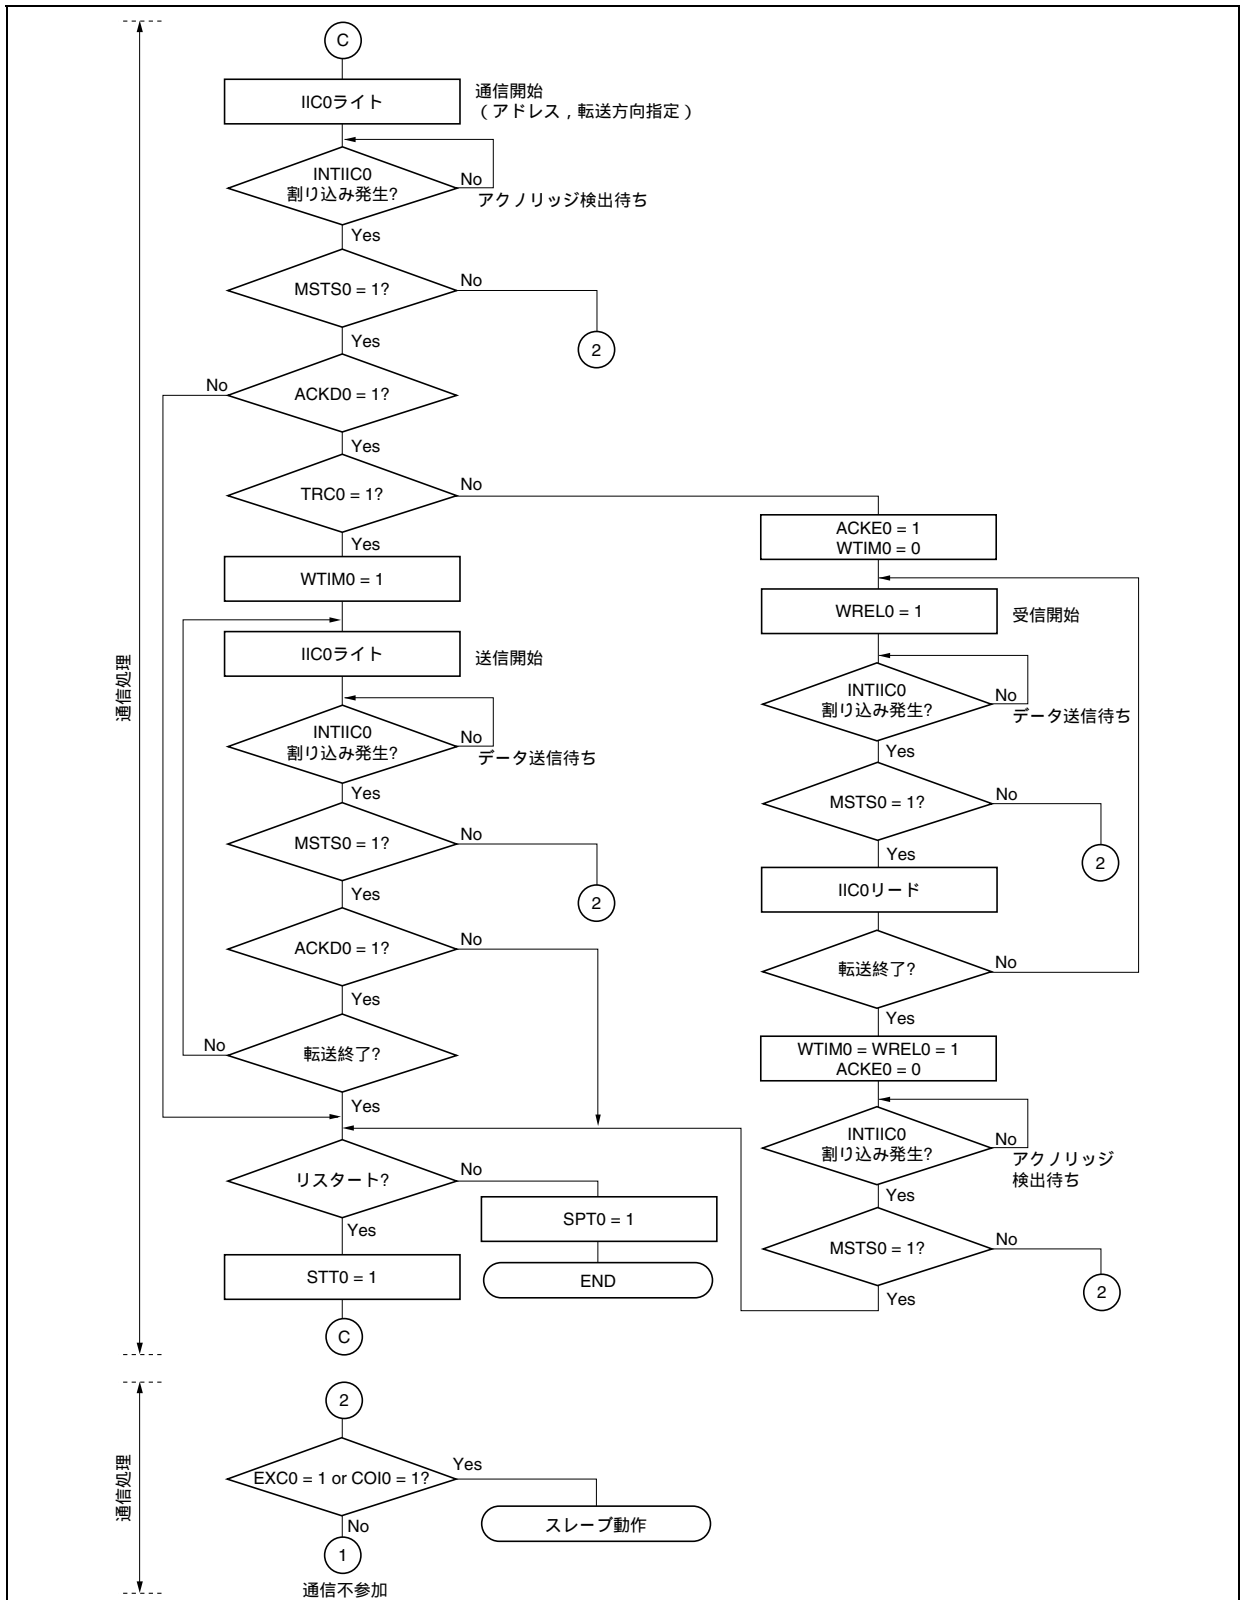 C
IIC0ライト
通信開始
（アドレス，転送方向指定）
INTIIC0
割り込み発生?
No
アクノリッジ検出待ち
Yes
MSTS0 = 1?
No
2
Yes
ACKD0 = 1?
No
Yes
TRC0 = 1?
No
Yes
WTIM0 = 1
IIC0ライト
送信開始
INTIIC0
割り込み発生?
No
データ送信待ち
Yes
MSTS0 = 1?
No
2
Yes
ACKD0 = 1?
No
Yes
転送終了?
No
Yes
リスタート?
No
Yes
SPT0 = 1
END
STT0 = 1
C
ACKE0 = 1
WTIM0 = 0
WREL0 = 1
受信開始
INTIIC0
割り込み発生?
No
データ送信待ち
Yes
MSTS0 = 1?
No
2
Yes
IIC0リード
転送終了?
No
Yes
WTIM0 = WREL0 = 1
ACKE0 = 0
INTIIC0
割り込み発生?
No
アクノリッジ
検出待ち
Yes
MSTS0 = 1?
No
2
Yes
通信処理
2
EXC0 = 1 or COI0 = 1?
Yes
スレーブ動作
No
1
通信不参加
通信処理